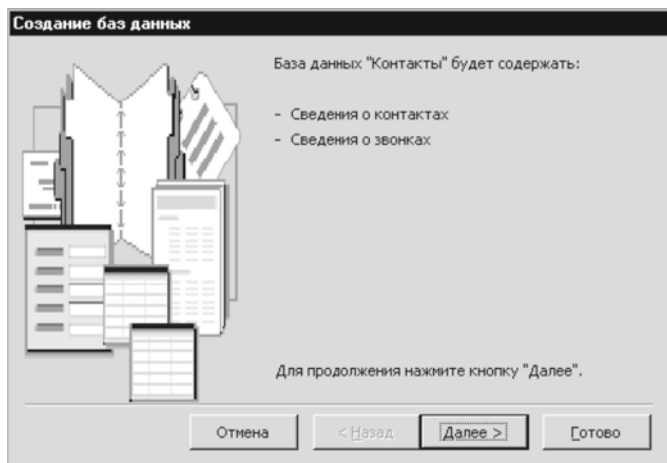 Создание баз данных
База данных "Контакты" будет содержать:
- Сведения о контактах
- Сведения о звонках
Для продолжения нажмите кнопку "Далее".
Отмена
< Назад
Далее >
Готово